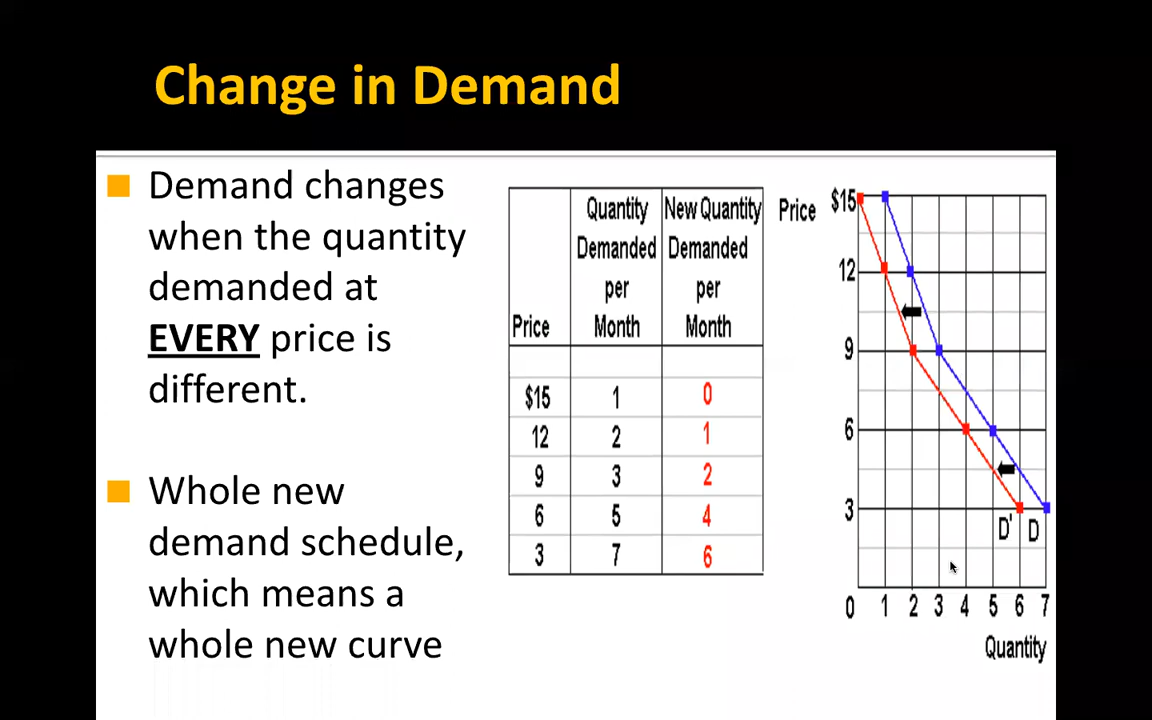 Change in Demand
Demand changes
when the quantity
demanded at
EVERY price is
different.
Whole new
demand schedule,
which means a
whole new curve
Quantity New Quantity
Demanded Demanded
per per
Price Month Month
$15 1 0
12 2 1
9 3 2
6 5 4
3 7 6
Price $15
12
9
6
3
D' D
0 1 2 3 4 5 6 7
Quantity